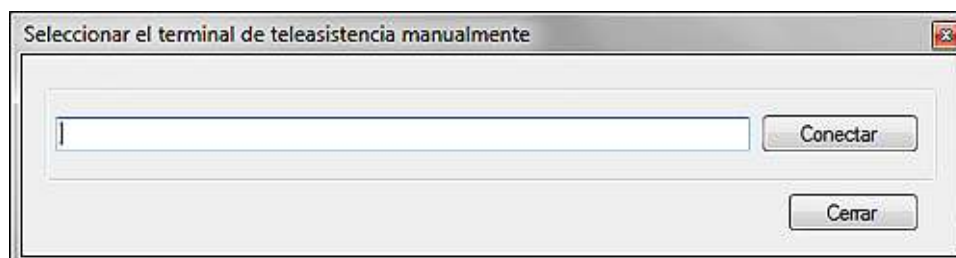 Seleccionar el terminal de teleasistencia manualmente
Conectar
Cerrar